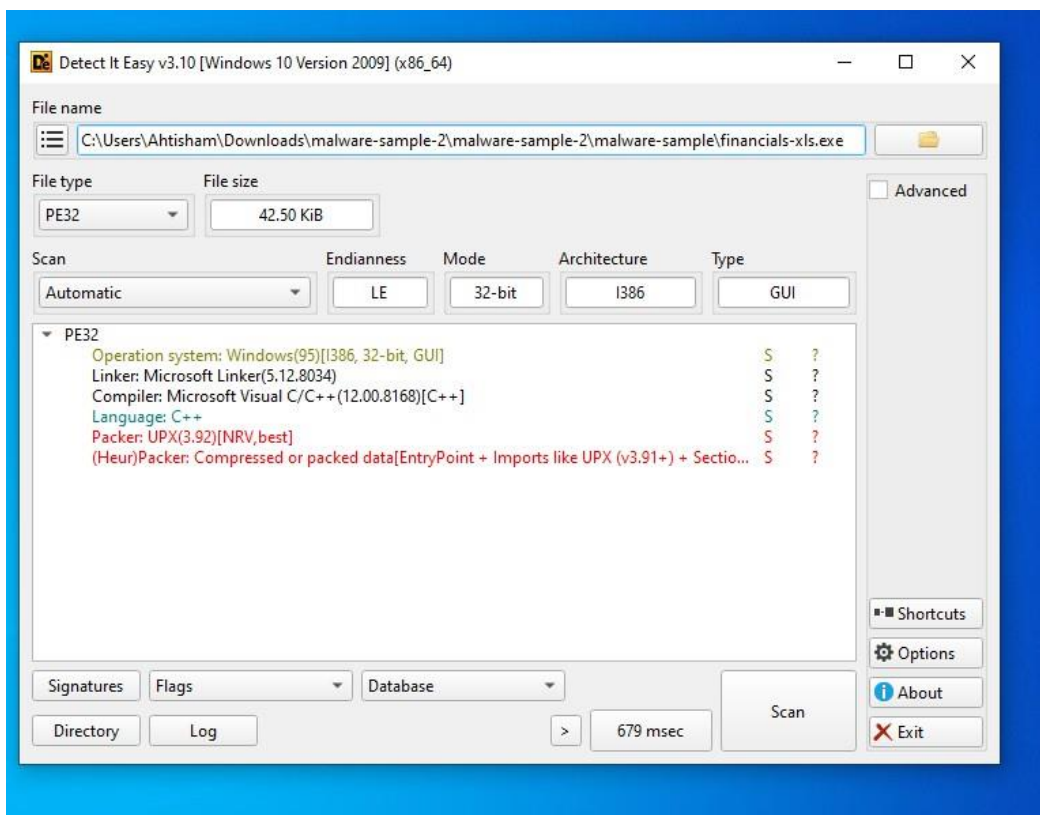 Detect It Easy v3.10 [Windows 10 Version 2009] (x86_64)
File name
C:\Users\Ahtisham\Downloads\malware-sample-2\malware-sample-2\malware-sample\financials-xls.exe
File type File size
Advanced
PE32 42.50 KiB
Scan Endianness Mode Architecture Type
Automatic LE 32-bit I386 GUI
PE32
Operation system: Windows(95)[I386, 32-bit, GUI] S ?
Linker: Microsoft Linker(5.12.8034) S ?
Compiler: Microsoft Visual C/C++(12.00.8168)[C++] S ?
Language: C++ S ?
Packer: UPX(3.92)[NRV,best] S ?
(Heur)Packer: Compressed or packed data[EntryPoint + Imports like UPX (v3.91+) + Sectio... S ?
Shortcuts
Options
Signatures Flags Database
About
Scan
Directory Log > 679 msec
Exit